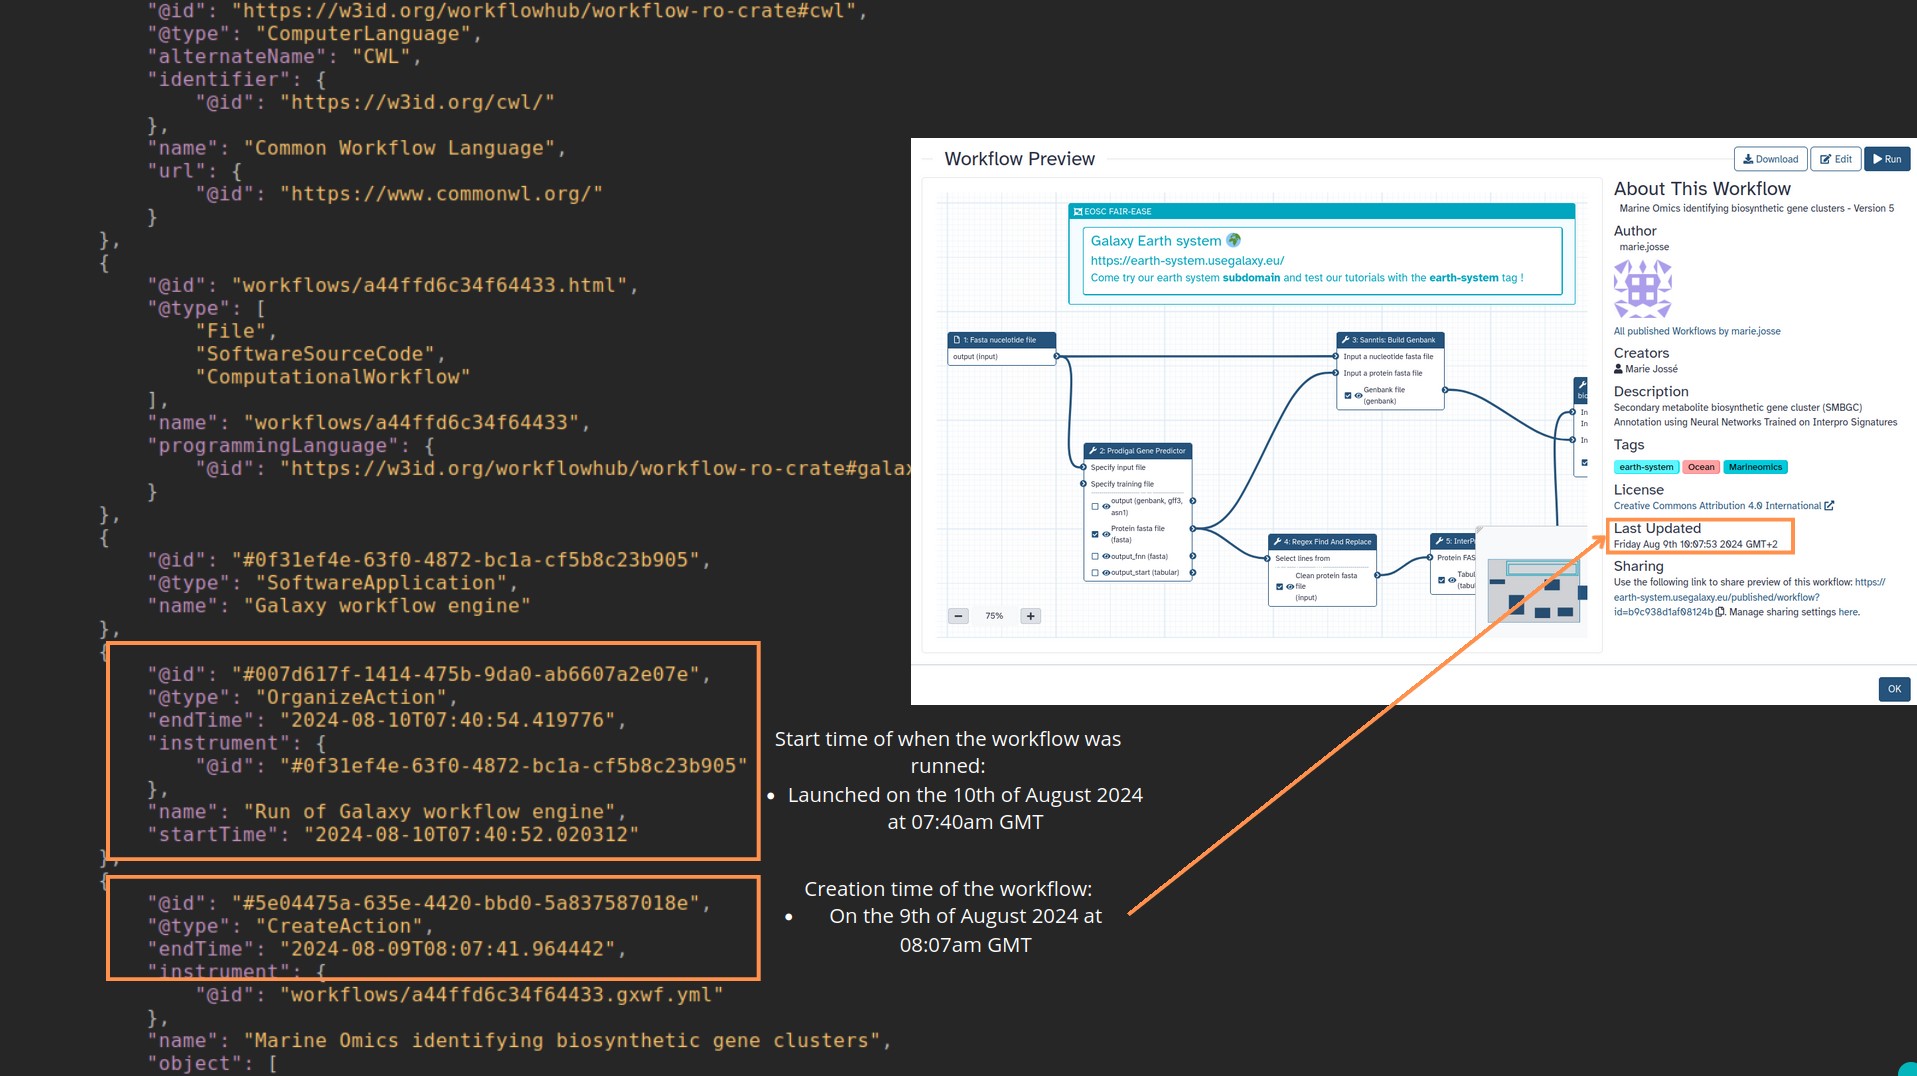 "@id": "https://w3id.org/workflowhub/workflow-ro-crate#cwl",
"@type": "ComputerLanguage",
"alternateName": "CWL",
"identifier": {
"@id": "https://w3id.org/cwl/"
},
"name": "Common Workflow Language",
"url": {
"@id": "https://www.commonwl.org/"
}
},
{
"@id": "workflows/a44ffd6c34f64433.html",
"@type": [
"File",
"SoftwareSourceCode",
"ComputationalWorkflow"
],
"name": "workflows/a44ffd6c34f64433",
"programmingLanguage": {
"@id": "https://w3id.org/workflowhub/workflow-ro-crate#galax
}
},
{
"@id": "#0f31ef4e-63f0-4872-bc1a-cf5b8c23b905",
"@type": "SoftwareApplication",
"name": "Galaxy workflow engine"
},
{
"@id": "#007d617f-1414-475b-9da0-ab6607a2e07e",
"@type": "OrganizeAction",
"endTime": "2024-08-10T07:40:54.419776",
"instrument": {
"@id": "#0f31ef4e-63f0-4872-bc1a-cf5b8c23b905"
},
"name": "Run of Galaxy workflow engine",
"startTime": "2024-08-10T07:40:52.020312"
},
{
"@id": "#5e04475a-635e-4420-bbd0-5a837587018e",
"@type": "CreateAction",
"endTime": "2024-08-09T08:07:41.964442",
"instrument": {
"@id": "workflows/a44ffd6c34f64433.gxwf.yml"
},
"name": "Marine Omics identifying biosynthetic gene clusters",
"object": [
Workflow Preview
Download
Edit
Run
EOSC FAIR-EASE
Galaxy Earth system
https://earth-system.usegalaxy.eu/
Come try our earth system subdomain and test our tutorials with the earth-system tag !
1: Fasta nucelotide file
output (input)
3: Sanntis: Build Genbank
Input a nucleotide fasta file
Input a protein fasta file
Genbank file
(genbank)
bio
In
In
In
2: Prodigal Gene Predictor
Specify input file
Specify training file
output (genbank, gff3,
asn1)
Protein fasta file
(fasta)
output_fnn (fasta)
output_start (tabular)
4: Regex Find And Replace
Select lines from
Clean protein fasta
file
(input)
5: InterP
Protein FAS
Tabul
(tabu
75%
About This Workflow
Marine Omics identifying biosynthetic gene clusters - Version 5
Author
marie.josse
All published Workflows by marie.josse
Creators
Marie Jossé
Description
Secondary metabolite biosynthetic gene cluster (SMBGC)
Annotation using Neural Networks Trained on Interpro Signatures
Tags
earth-system
Ocean
Marineomics
License
Creative Commons Attribution 4.0 International
Last Updated
Friday Aug 9th 10:07:53 2024 GMT+2
Sharing
Use the following link to share preview of this workflow: https://
earth-system.usegalaxy.eu/published/workflow?
id=b9c938d1af08124b . Manage sharing settings here.
OK
Start time of when the workflow was
runned:
• Launched on the 10th of August 2024
at 07:40am GMT
Creation time of the workflow:
• On the 9th of August 2024 at
08:07am GMT